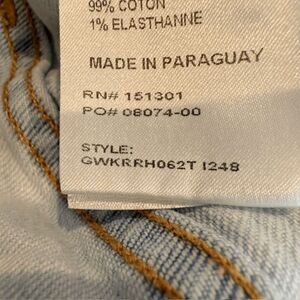 99% COTON
1% ELASTHANNE
MADE IN PARAGUAY
RN# 151301
PO# 08074-00
STYLE:
GWKRRH062T I248